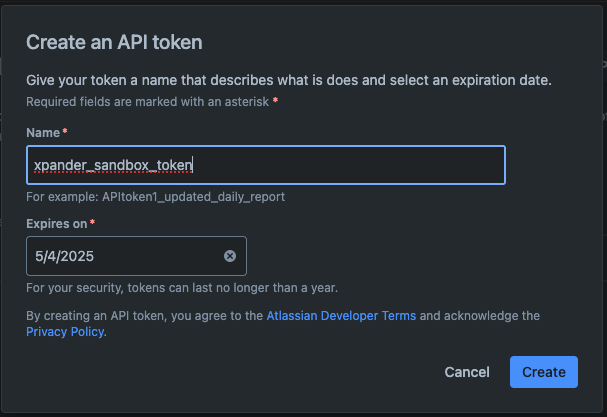 Create an API token
Give your token a name that describes what is does and select an expiration date.
Required fields are marked with an asterisk *
Name*
xpander_sandbox_token
For example: APItoken1_updated_daily_report
Expires on*
5/4/2025
For your security, tokens can last no longer than a year.
By creating an API token, you agree to the Atlassian Developer Terms and acknowledge the
Privacy Policy.
Cancel Create